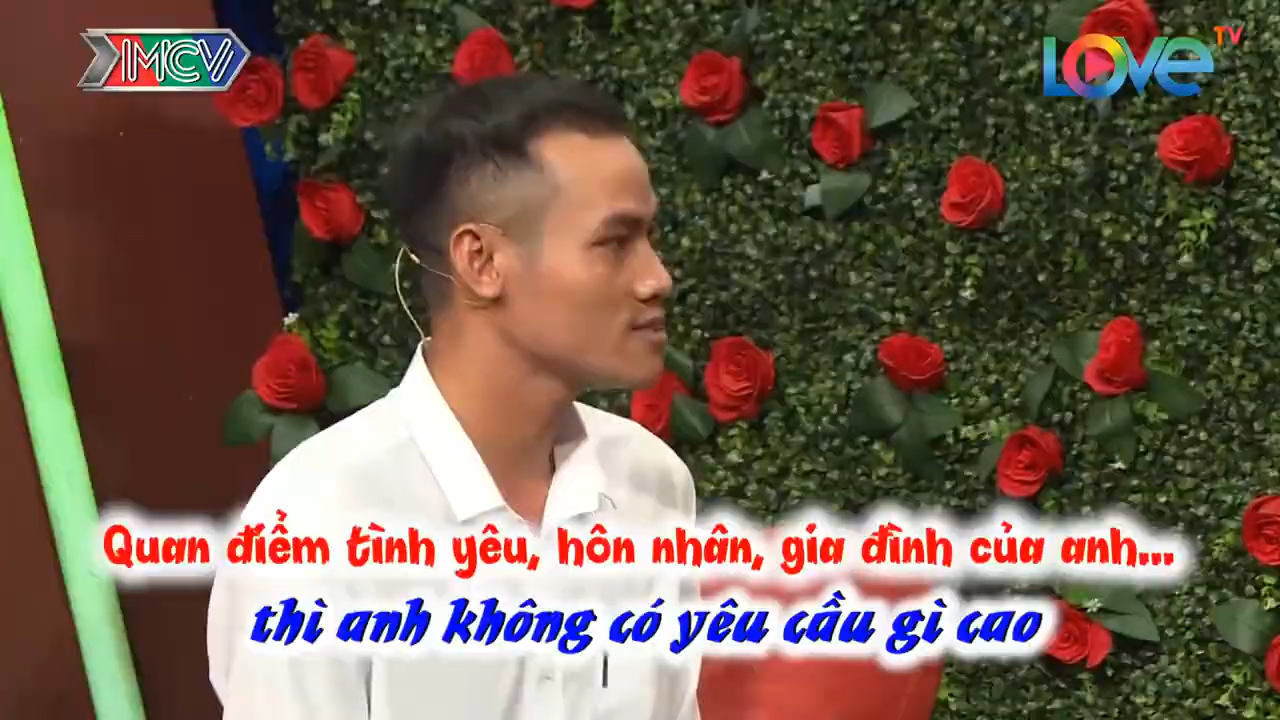 MCV
LOVE TV
Quan điểm tình yêu, hôn nhân, gia đình của anh...
thì anh không có yêu cầu gì cao